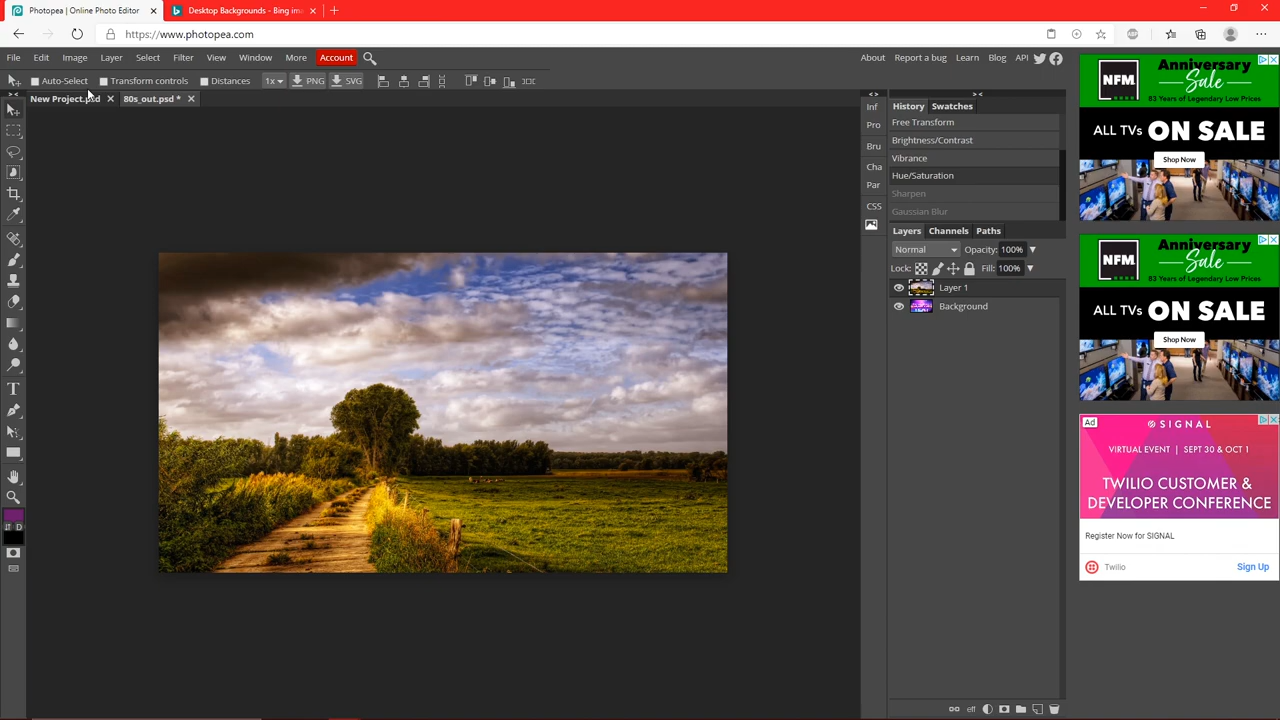 Photopea | Online Photo Editor
Desktop Backgrounds - Bing im
https://www.photopea.com
File Edit Image Layer Select Filter View Window More Account
About Report a bug Learn Blog API
Auto-Select Transform controls Distances 1x PNG SVG
New Project.psd
80s_out.psd *
Inf
Pro
Bru
Cha
Par
CSS
History Swatches
Free Transform
Brightness/Contrast
Vibrance
Hue/Saturation
Sharpen
Gaussian Blur
Layers Channels Paths
Normal Opacity: 100%
Lock: Fill: 100%
Layer 1
Background
eff
NFM
Anniversary
Sale
83 Years of Legendary Low Prices
ALL TVs ON SALE
Shop Now
NFM
Anniversary
Sale
83 Years of Legendary Low Prices
ALL TVs ON SALE
Shop Now
Ad
SIGNAL
VIRTUAL EVENT | SEPT 30 & OCT 1
TWILIO CUSTOMER &
DEVELOPER CONFERENCE
Register Now for SIGNAL
Twilio Sign Up